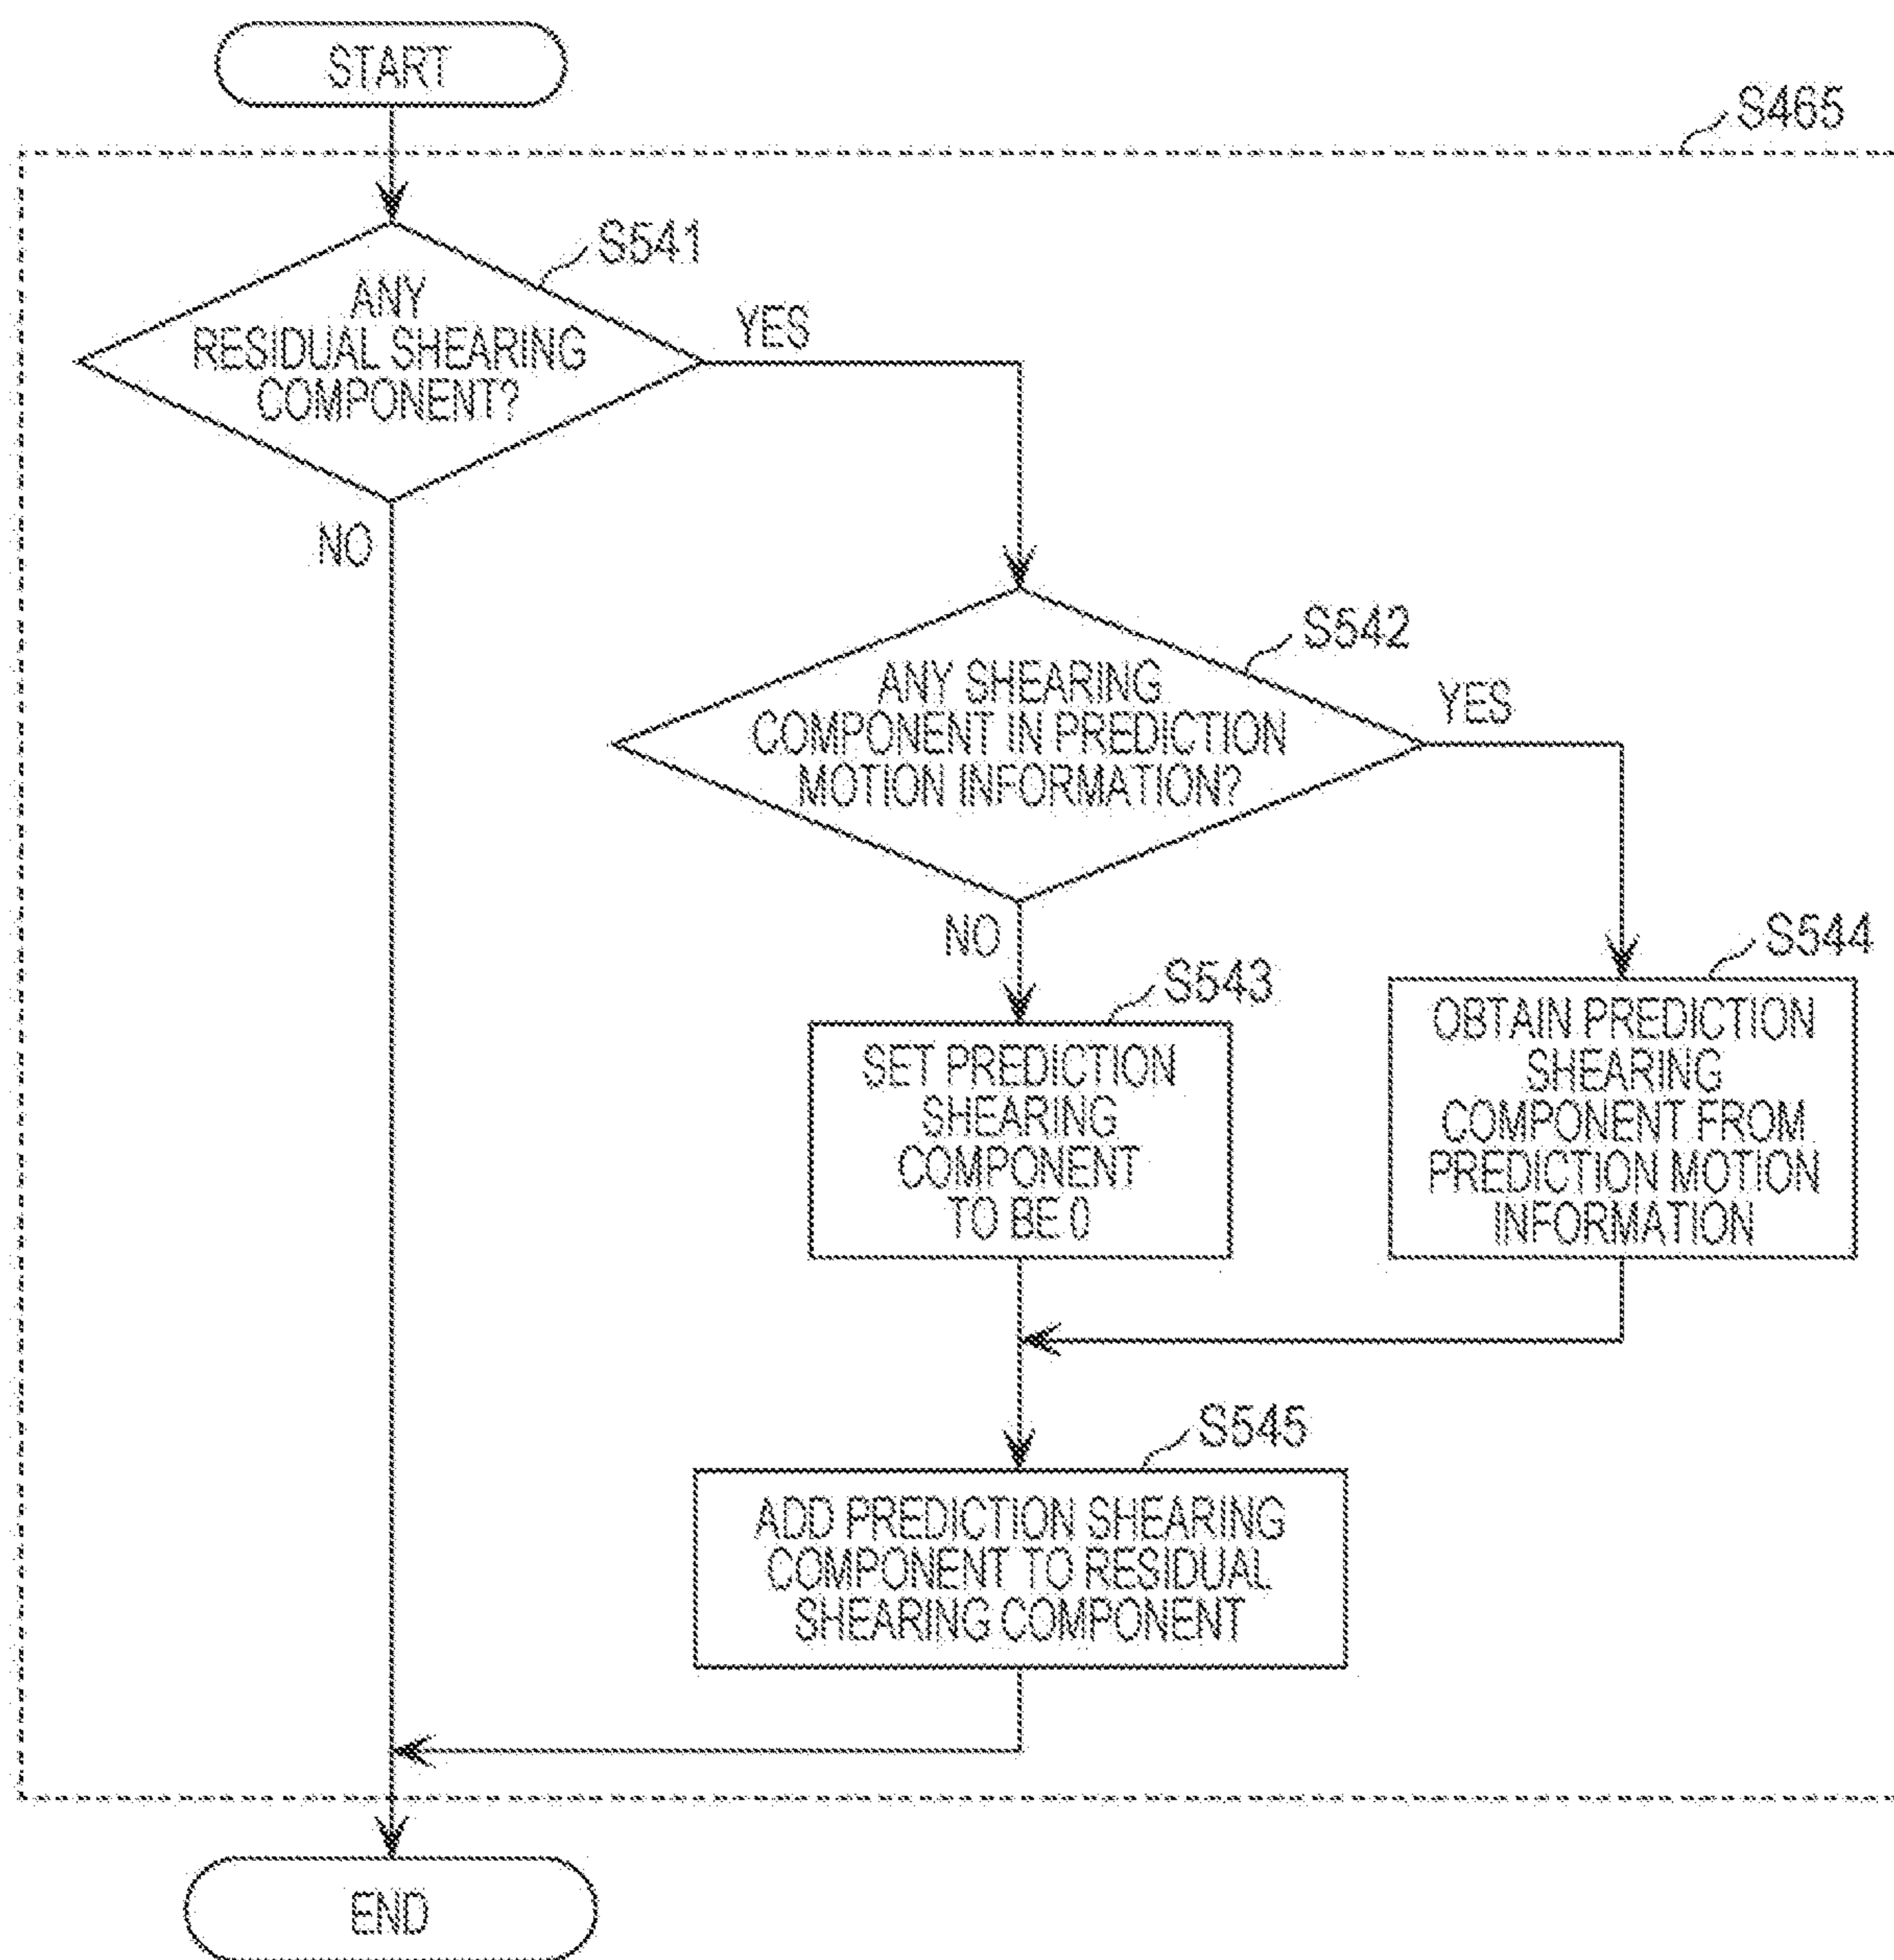 START
S465
S541
ANY
RESIDUAL SHEARING
COMPONENT?
YES
NO
S542
ANY SHEARING
COMPONENT IN PREDICTION
MOTION INFORMATION?
YES
NO
S543
SET PREDICTION
SHEARING
COMPONENT
TO BE 0
S544
OBTAIN PREDICTION
SHEARING
COMPONENT FROM
PREDICTION MOTION
INFORMATION
S545
ADD PREDICTION SHEARING
COMPONENT TO RESIDUAL
SHEARING COMPONENT
END